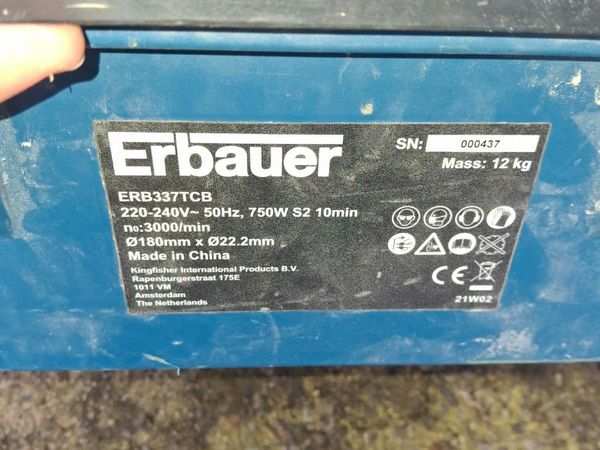 Erbauer
SN: 000437
Mass: 12 kg
ERB337TCB
220-240V~ 50Hz, 750W S2 10min
n₀:3000/min
Ø180mm x Ø22.2mm
Made in China
Kingfisher International Products B.V.
Rapenburgerstraat 175E
1011 VM
Amsterdam
The Netherlands
CE
21W02